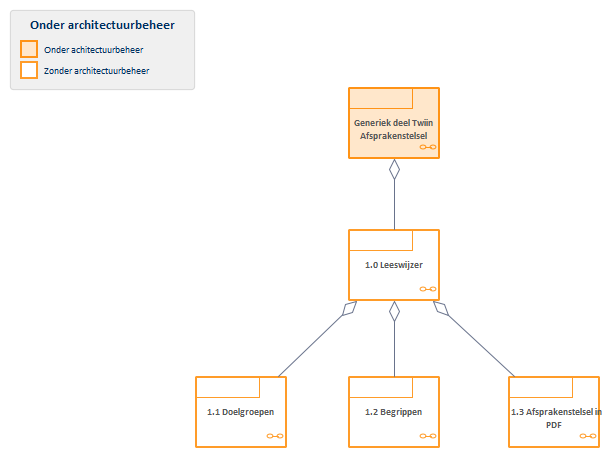 Onder architectuurbeheer
Onder achitectuurbeheer
Zonder architectuurbeheer
Generiek deel Twiin
Afsprakenstelsel
1.0 Leeswijzer
1.1 Doelgroepen
1.2 Begrippen
1.3 Afsprakenstelsel in
PDF